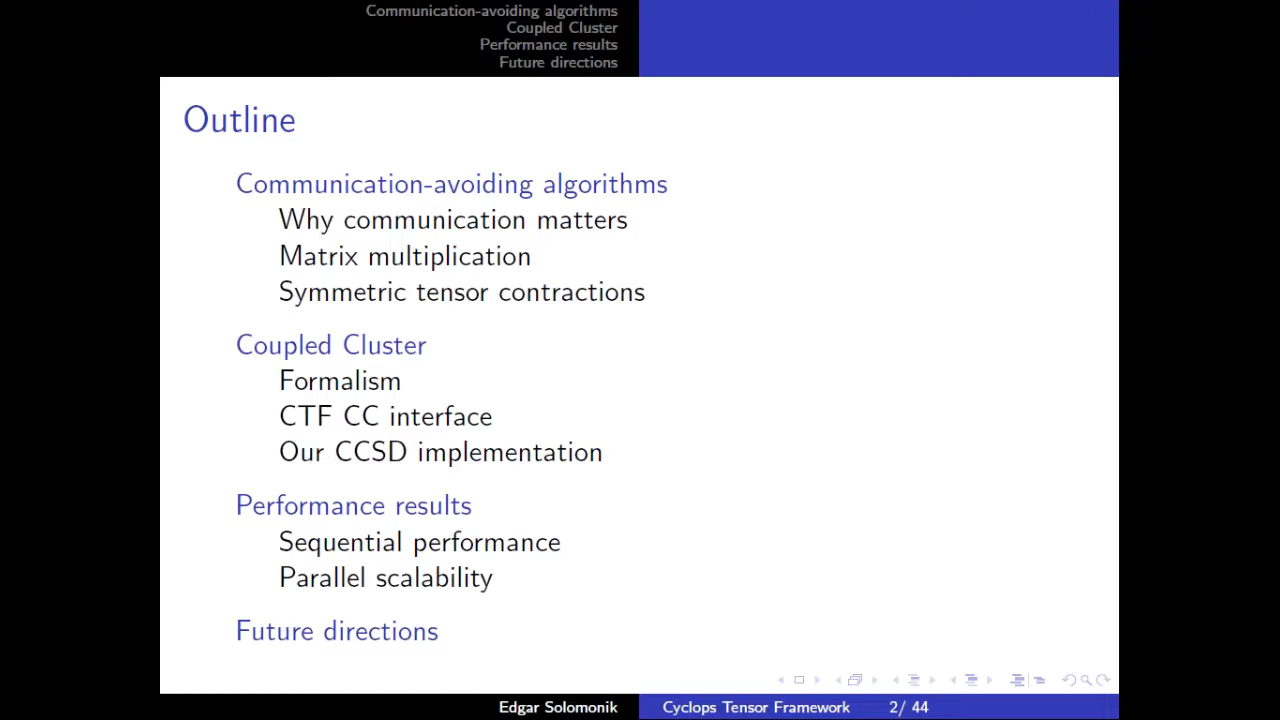 Communication-avoiding algorithms
Coupled Cluster
Performance results
Future directions
Outline
Communication-avoiding algorithms
Why communication matters
Matrix multiplication
Symmetric tensor contractions
Coupled Cluster
Formalism
CTF CC interface
Our CCSD implementation
Performance results
Sequential performance
Parallel scalability
Future directions
Edgar Solomonik Cyclops Tensor Framework 2/ 44